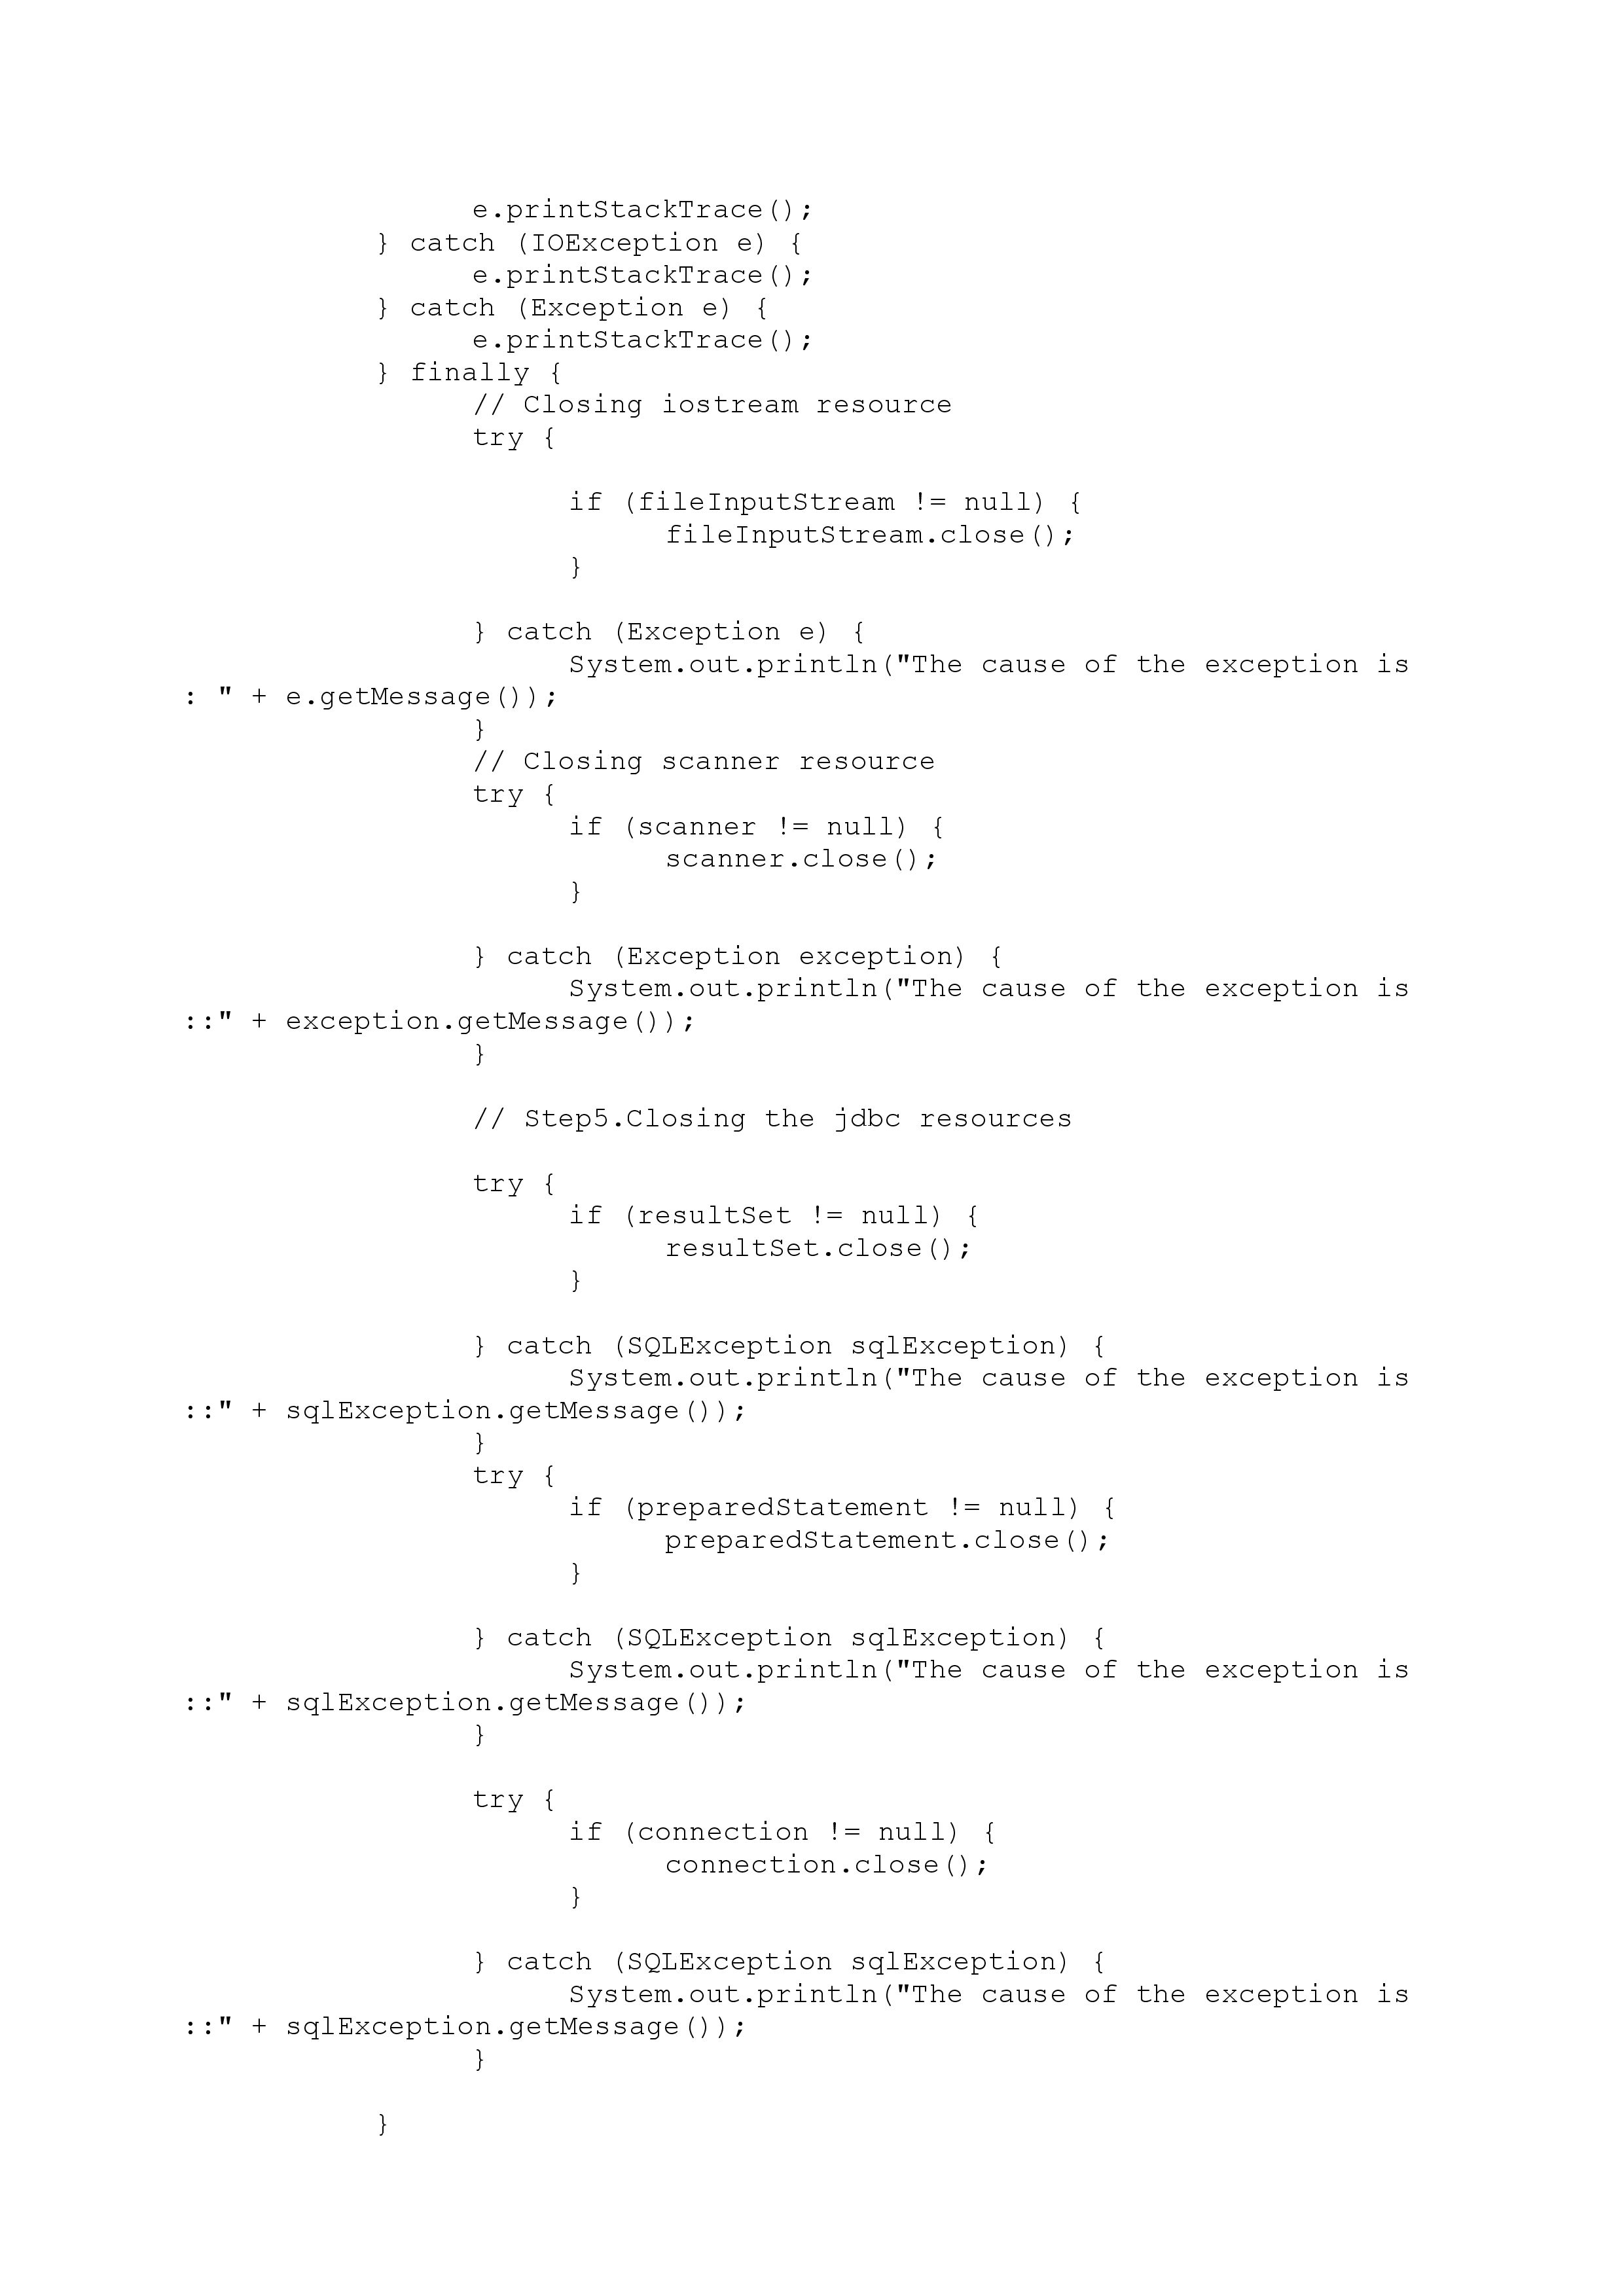 e.printStackTrace();
} catch (IOException e) {
e.printStackTrace();
} catch (Exception e) {
e.printStackTrace();
} finally {
// Closing iostream resource
try {
if (fileInputStream != null) {
fileInputStream.close();
}
} catch (Exception e) {
System.out.println("The cause of the exception is
: " + e.getMessage());
}
// Closing scanner resource
try {
if (scanner != null) {
scanner.close();
}
} catch (Exception exception) {
System.out.println("The cause of the exception is
::" + exception.getMessage());
}
// Step5.Closing the jdbc resources
try {
if (resultSet != null) {
resultSet.close();
}
} catch (SQLException sqlException) {
System.out.println("The cause of the exception is
::" + sqlException.getMessage());
}
try {
if (preparedStatement != null) {
preparedStatement.close();
}
} catch (SQLException sqlException) {
System.out.println("The cause of the exception is
::" + sqlException.getMessage());
}
try {
if (connection != null) {
connection.close();
}
} catch (SQLException sqlException) {
System.out.println("The cause of the exception is
::" + sqlException.getMessage());
}
}